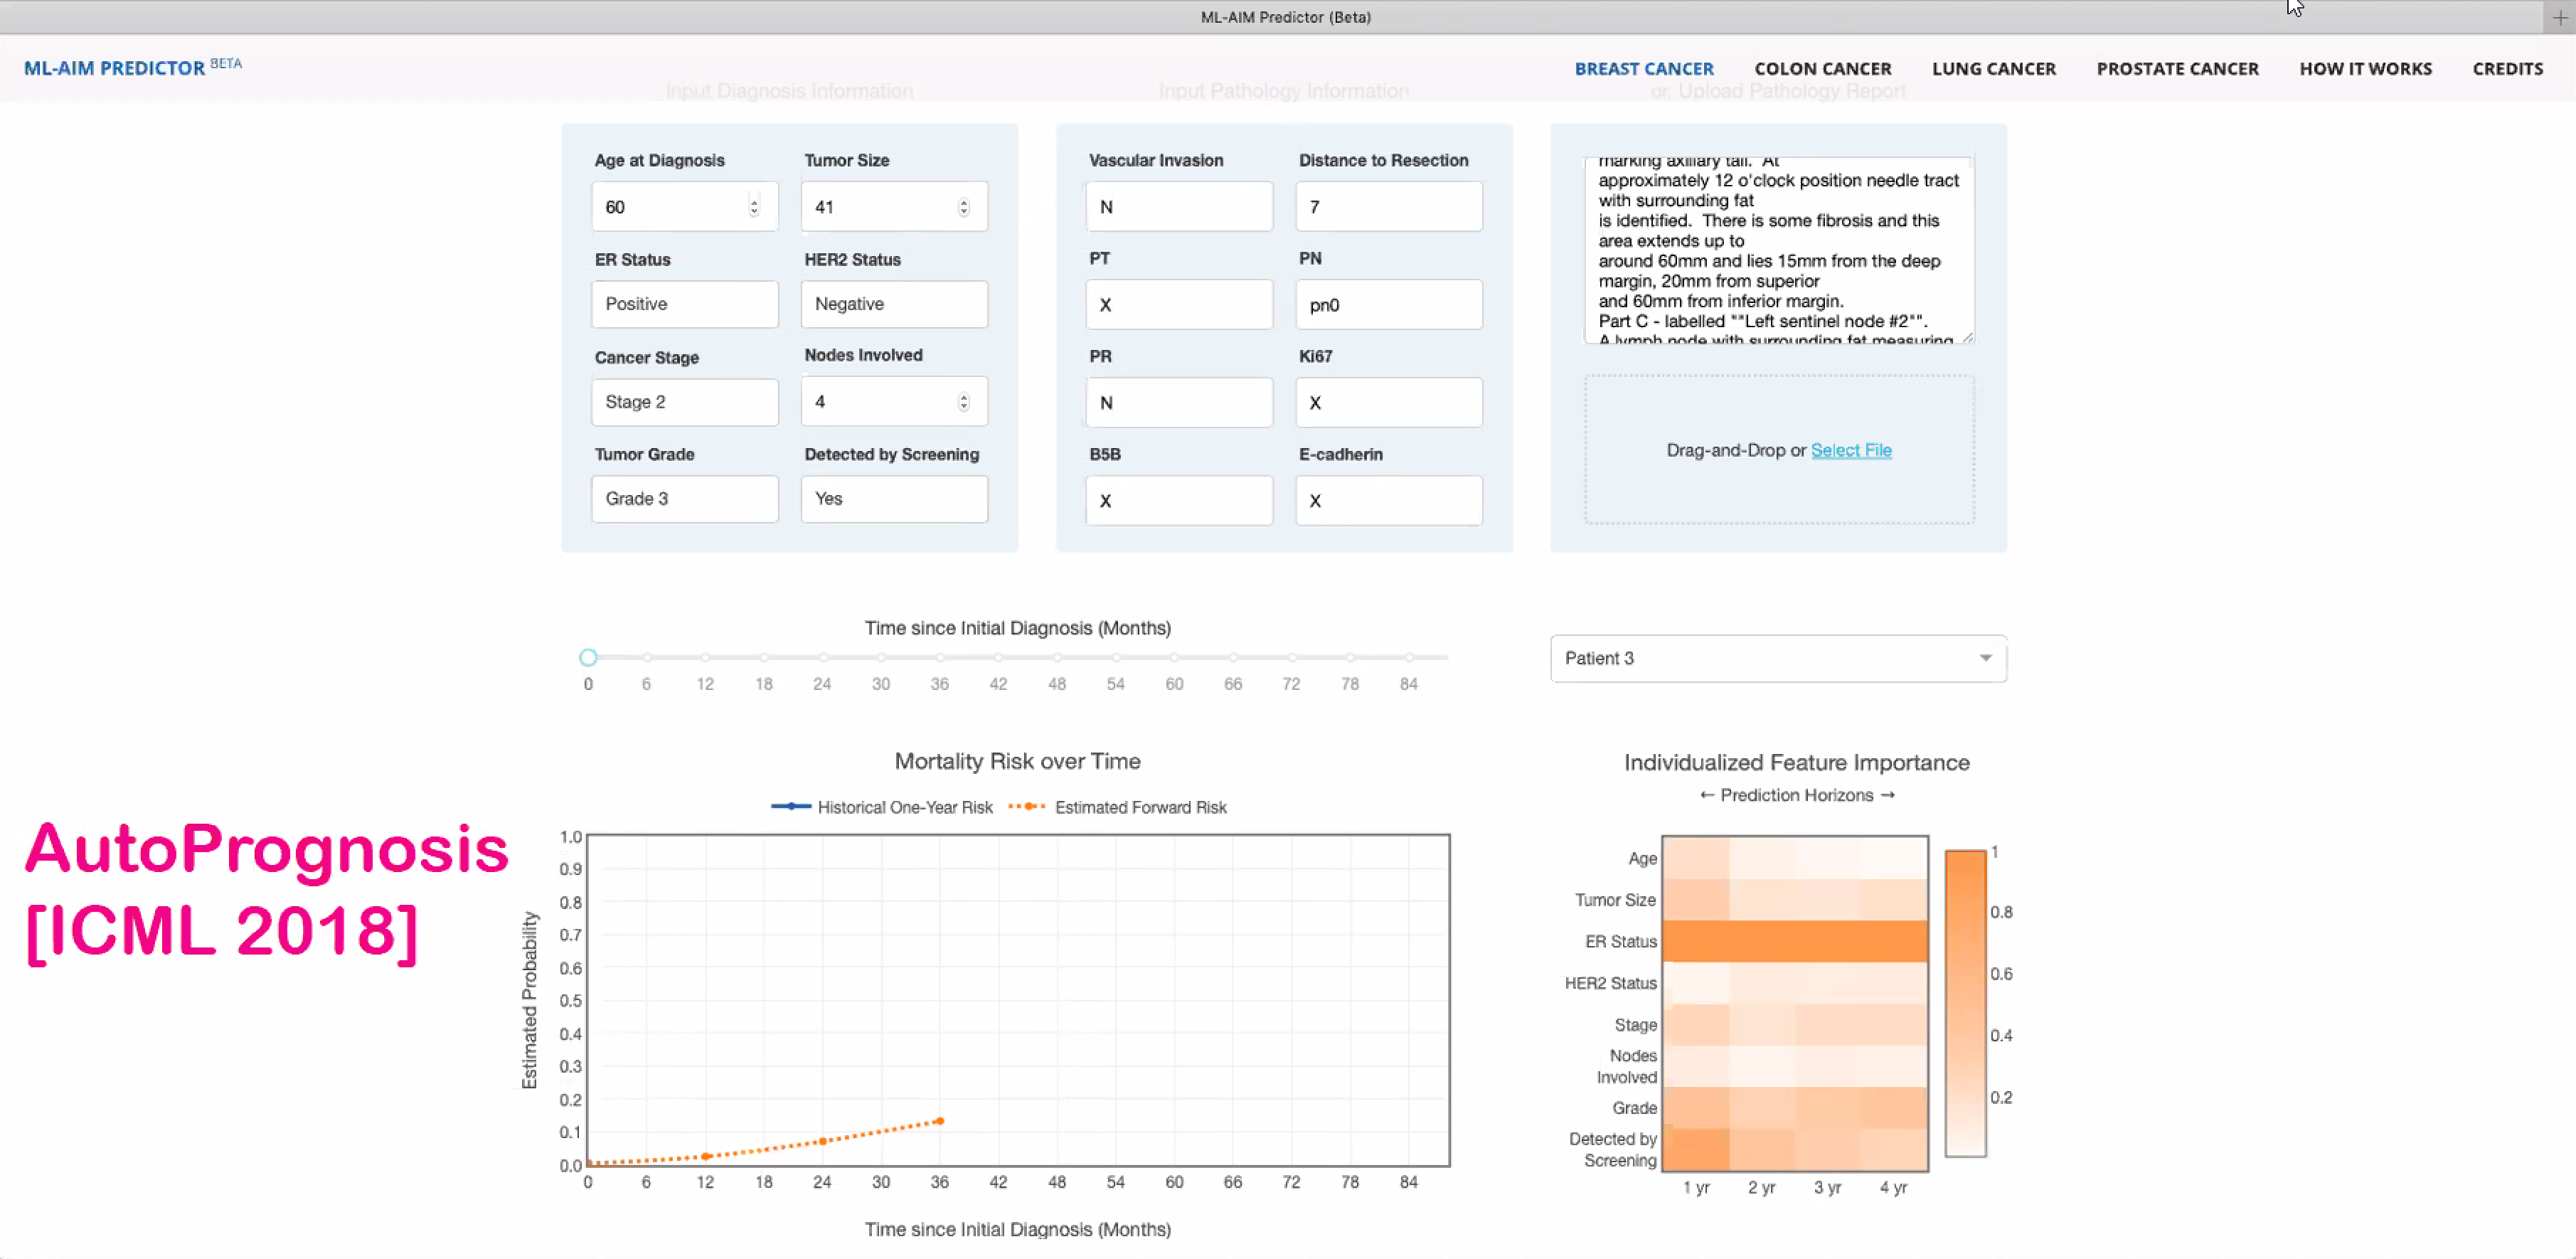 ML-AIM Predictor (Beta)
ML-AIM PREDICTOR BETA
BREAST CANCER COLON CANCER LUNG CANCER PROSTATE CANCER HOW IT WORKS CREDITS
Input Diagnosis Information
Input Pathology Information
or, Upload Pathology Report
Age at Diagnosis Tumor Size
60 41
ER Status HER2 Status
Positive Negative
Cancer Stage Nodes Involved
Stage 2 4
Tumor Grade Detected by Screening
Grade 3 Yes
Vascular Invasion Distance to Resection
N 7
PT PN
X pn0
PR Ki67
N X
B5B E-cadherin
X X
marking axillary tail. At
approximately 12 o'clock position needle tract
with surrounding fat
is identified. There is some fibrosis and this
area extends up to
around 60mm and lies 15mm from the deep
margin, 20mm from superior
and 60mm from inferior margin.
Part C - labelled ""Left sentinel node #2"".
A lymph node with surrounding fat measuring
Drag-and-Drop or Select File
Time since Initial Diagnosis (Months)
0 6 12 18 24 30 36 42 48 54 60 66 72 78 84
Patient 3
AutoPrognosis
[ICML 2018]
Mortality Risk over Time
Historical One-Year Risk Estimated Forward Risk
Estimated Probability
1.0
0.9
0.8
0.7
0.6
0.5
0.4
0.3
0.2
0.1
0.0
0 6 12 18 24 30 36 42 48 54 60 66 72 78 84
Time since Initial Diagnosis (Months)
Individualized Feature Importance
← Prediction Horizons →
Age
Tumor Size
ER Status
HER2 Status
Stage
Nodes
Involved
Grade
Detected by
Screening
1 yr 2 yr 3 yr 4 yr
1
0.8
0.6
0.4
0.2